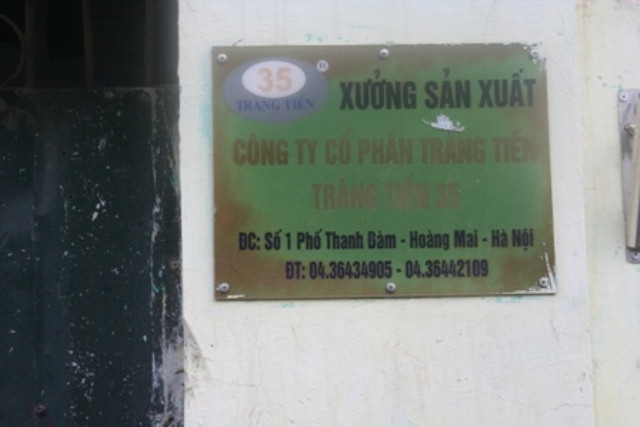 35 ®
TRÀNG TIỀN
XƯỞNG SẢN XUẤT
CÔNG TY CỔ PHẦN TRÀNG TIỀN
TRÀNG TIỀN 35
ĐC: Số 1 Phố Thanh Đàm - Hoàng Mai - Hà Nội
ĐT: 04.36434905 - 04.36442109